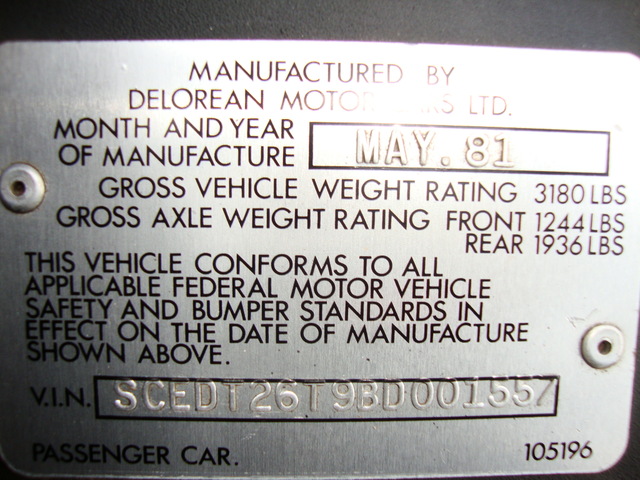 MANUFACTURED BY
DELOREAN MOTOR CARS LTD.
MONTH AND YEAR
OF MANUFACTURE MAY. 81
GROSS VEHICLE WEIGHT RATING 3180 LBS
GROSS AXLE WEIGHT RATING FRONT 1244 LBS
REAR 1936 LBS
THIS VEHICLE CONFORMS TO ALL
APPLICABLE FEDERAL MOTOR VEHICLE
SAFETY AND BUMPER STANDARDS IN
EFFECT ON THE DATE OF MANUFACTURE
SHOWN ABOVE.
V.I.N. SCEDT26T9BD001557
PASSENGER CAR. 105196